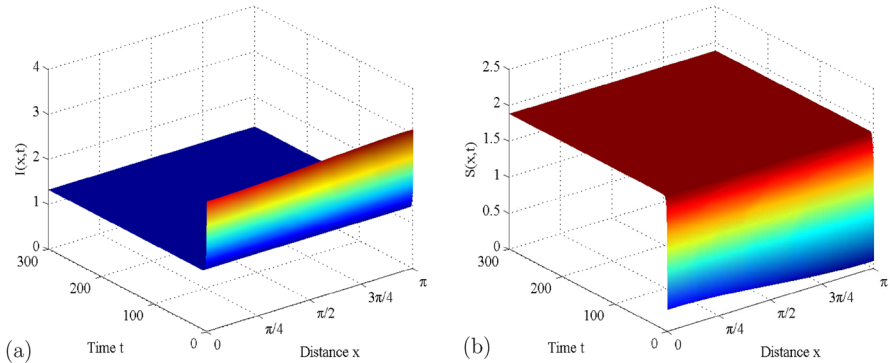 (a)
I(x,t)
4
3
2
1
0
300
200
100
0
Time t
0
π/4
π/2
3π/4
π
Distance x
(b)
S(x,t)
2.5
2
1.5
1
0.5
0
300
200
100
0
Time t
0
π/4
π/2
3π/4
π
Distance x